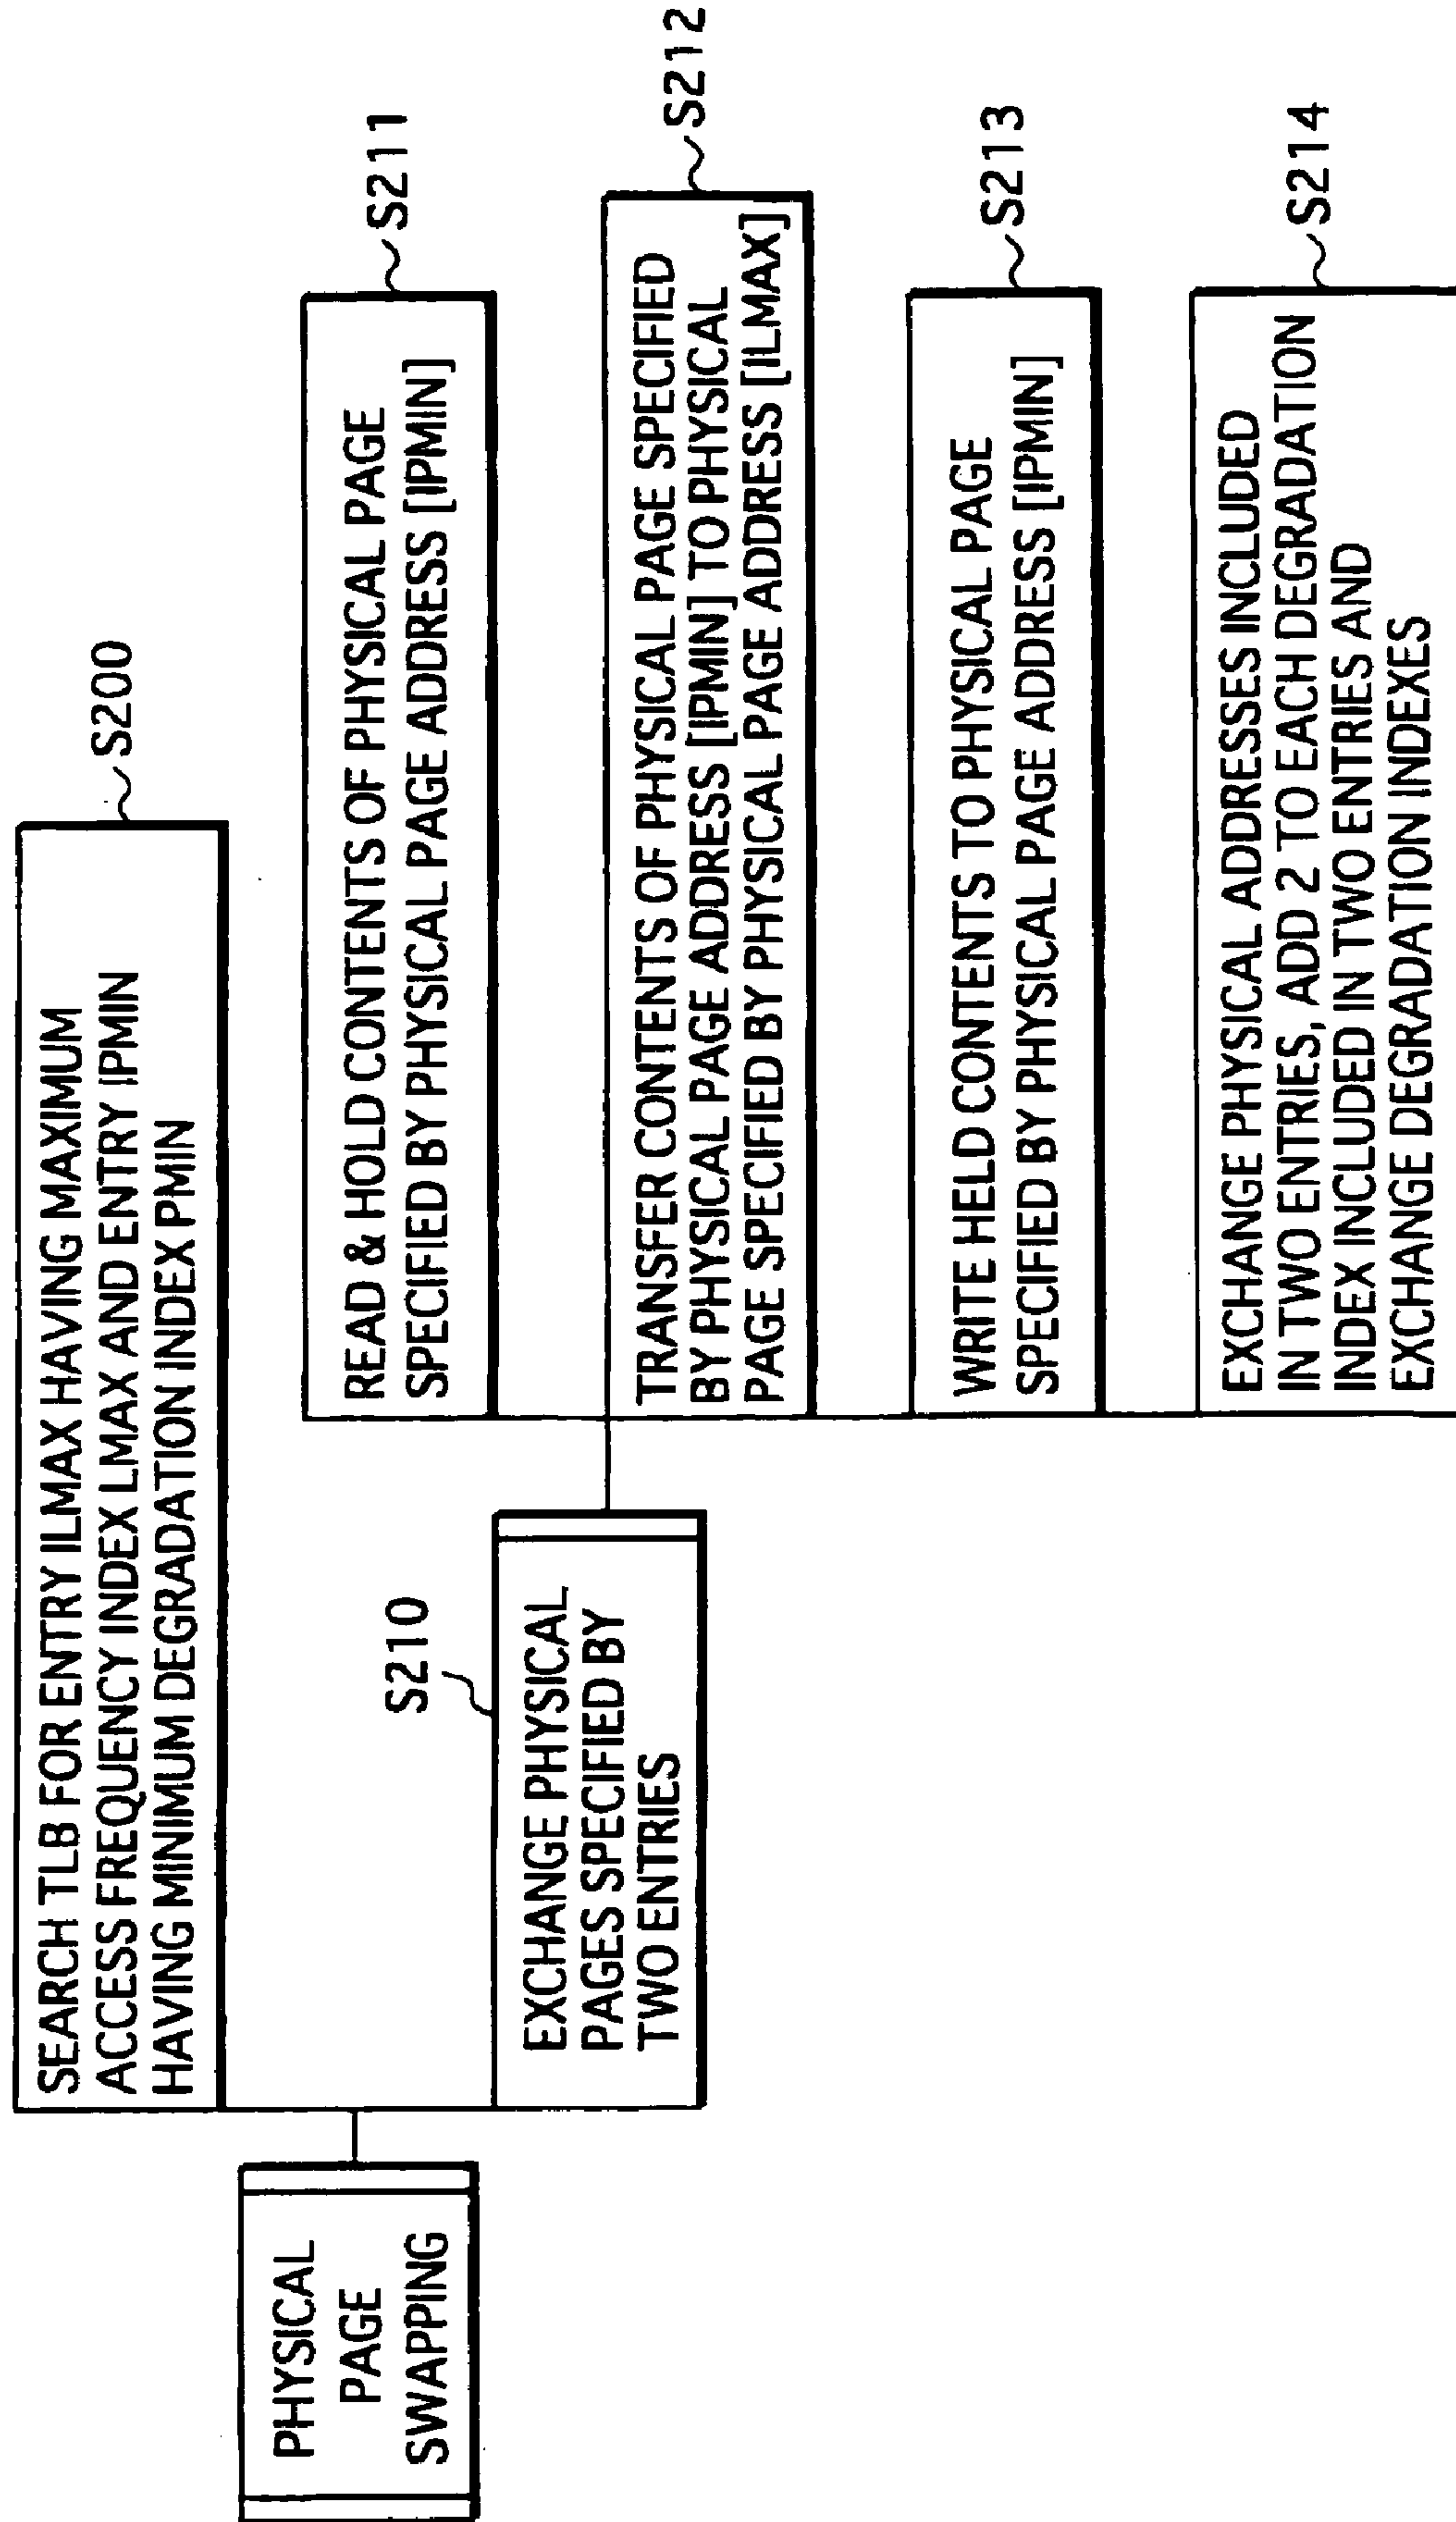 PHYSICAL
PAGE
SWAPPING
SEARCH TLB FOR ENTRY ILMAX HAVING MAXIMUM
ACCESS FREQUENCY INDEX LMAX AND ENTRY IPMIN
HAVING MINIMUM DEGRADATION INDEX PMIN
S200
S210
EXCHANGE PHYSICAL
PAGES SPECIFIED BY
TWO ENTRIES
READ & HOLD CONTENTS OF PHYSICAL PAGE
SPECIFIED BY PHYSICAL PAGE ADDRESS [IPMIN]
S211
TRANSFER CONTENTS OF PHYSICAL PAGE SPECIFIED
BY PHYSICAL PAGE ADDRESS [IPMIN] TO PHYSICAL
PAGE SPECIFIED BY PHYSICAL PAGE ADDRESS [ILMAX]
S212
WRITE HELD CONTENTS TO PHYSICAL PAGE
SPECIFIED BY PHYSICAL PAGE ADDRESS [IPMIN]
S213
EXCHANGE PHYSICAL ADDRESSES INCLUDED
IN TWO ENTRIES, ADD 2 TO EACH DEGRADATION
INDEX INCLUDED IN TWO ENTRIES AND
EXCHANGE DEGRADATION INDEXES
S214